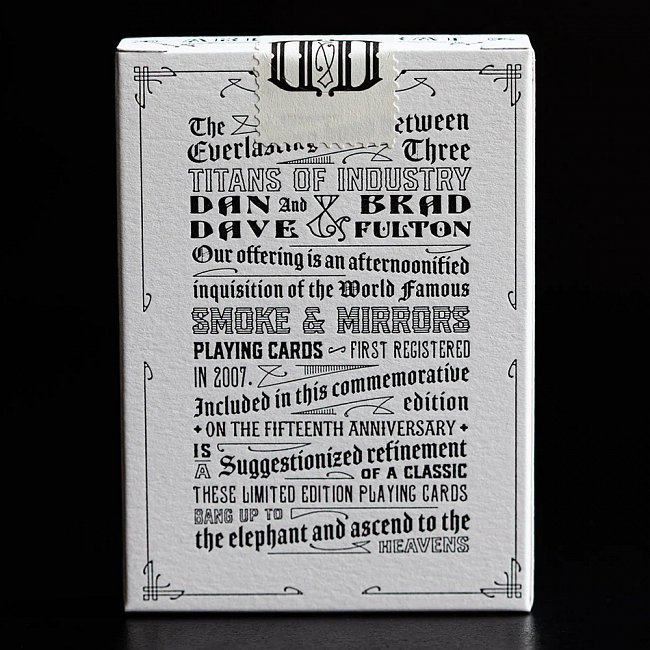 D&D
The between
Everlasting Three
TITANS OF INDUSTRY
DAN And BRAD
DAVE & FULTON
Our offering is an afternoonified
inquisition of the World Famous
SMOKE & MIRRORS
PLAYING CARDS ~ FIRST REGISTERED
IN 2007.
Included in this commemorative
edition
ON THE FIFTEENTH ANNIVERSARY
IS
A Suggestionized refinement
OF A CLASSIC
THESE LIMITED EDITION PLAYING CARDS
BANG UP TO
the elephant and ascend to the
HEAVENS